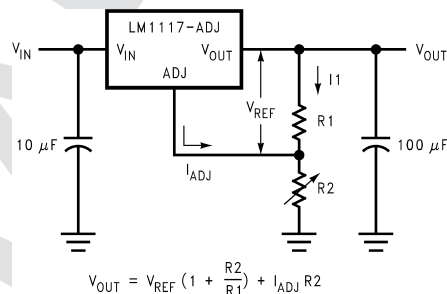 LM1117-ADJ
V_IN
V_IN
V_OUT
V_OUT
ADJ
I1
V_REF
R1
10 µF
100 µF
I_ADJ
R2
V_OUT = V_REF (1 + R2/R1) + I_ADJ R2